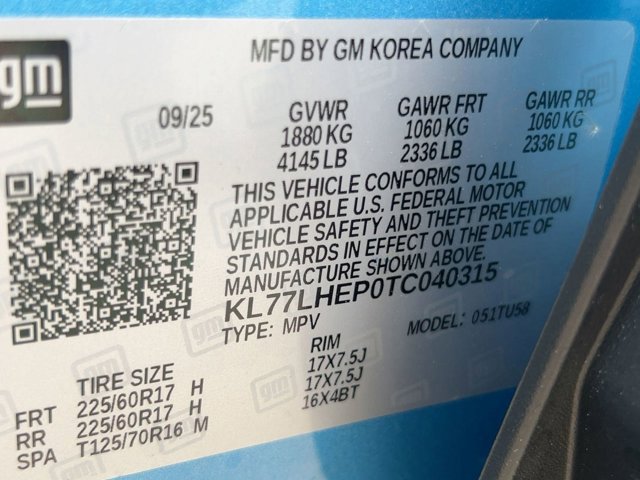 gm
MFD BY GM KOREA COMPANY
09/25 GVWR GAWR FRT GAWR RR
1880 KG 1060 KG 1060 KG
4145 LB 2336 LB 2336 LB
THIS VEHICLE CONFORMS TO ALL
APPLICABLE U.S. FEDERAL MOTOR
VEHICLE SAFETY AND THEFT PREVENTION
STANDARDS IN EFFECT ON THE DATE OF
MANUFACTURE SHOWN ABOVE.
KL77LHEP0TC040315
TYPE: MPV MODEL: 051TU58
TIRE SIZE RIM
FRT 225/60R17 H 17X7.5J
RR 225/60R17 H 17X7.5J
SPA T125/70R16 M 16X4BT